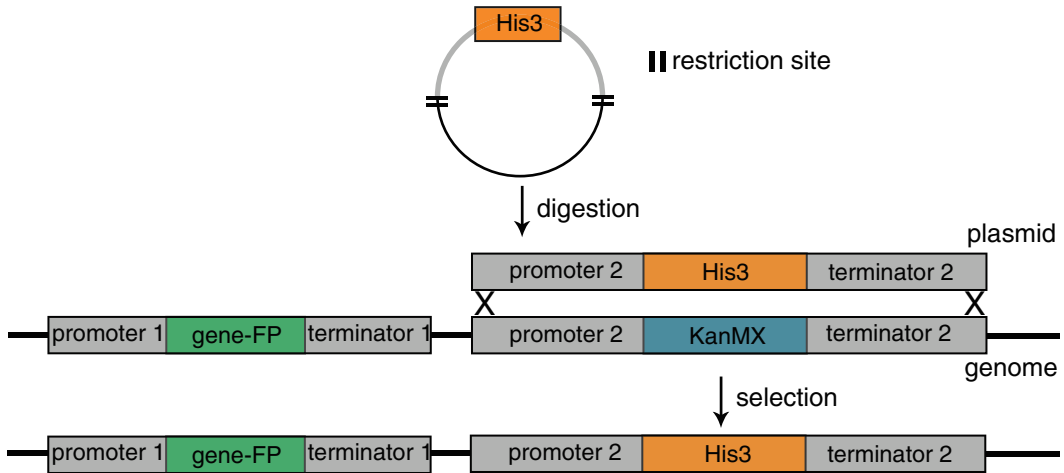 His3
restriction site
digestion
plasmid
promoter 2 His3 terminator 2
X X
promoter 1 gene-FP terminator 1 promoter 2 KanMX terminator 2
genome
selection
promoter 1 gene-FP terminator 1 promoter 2 His3 terminator 2